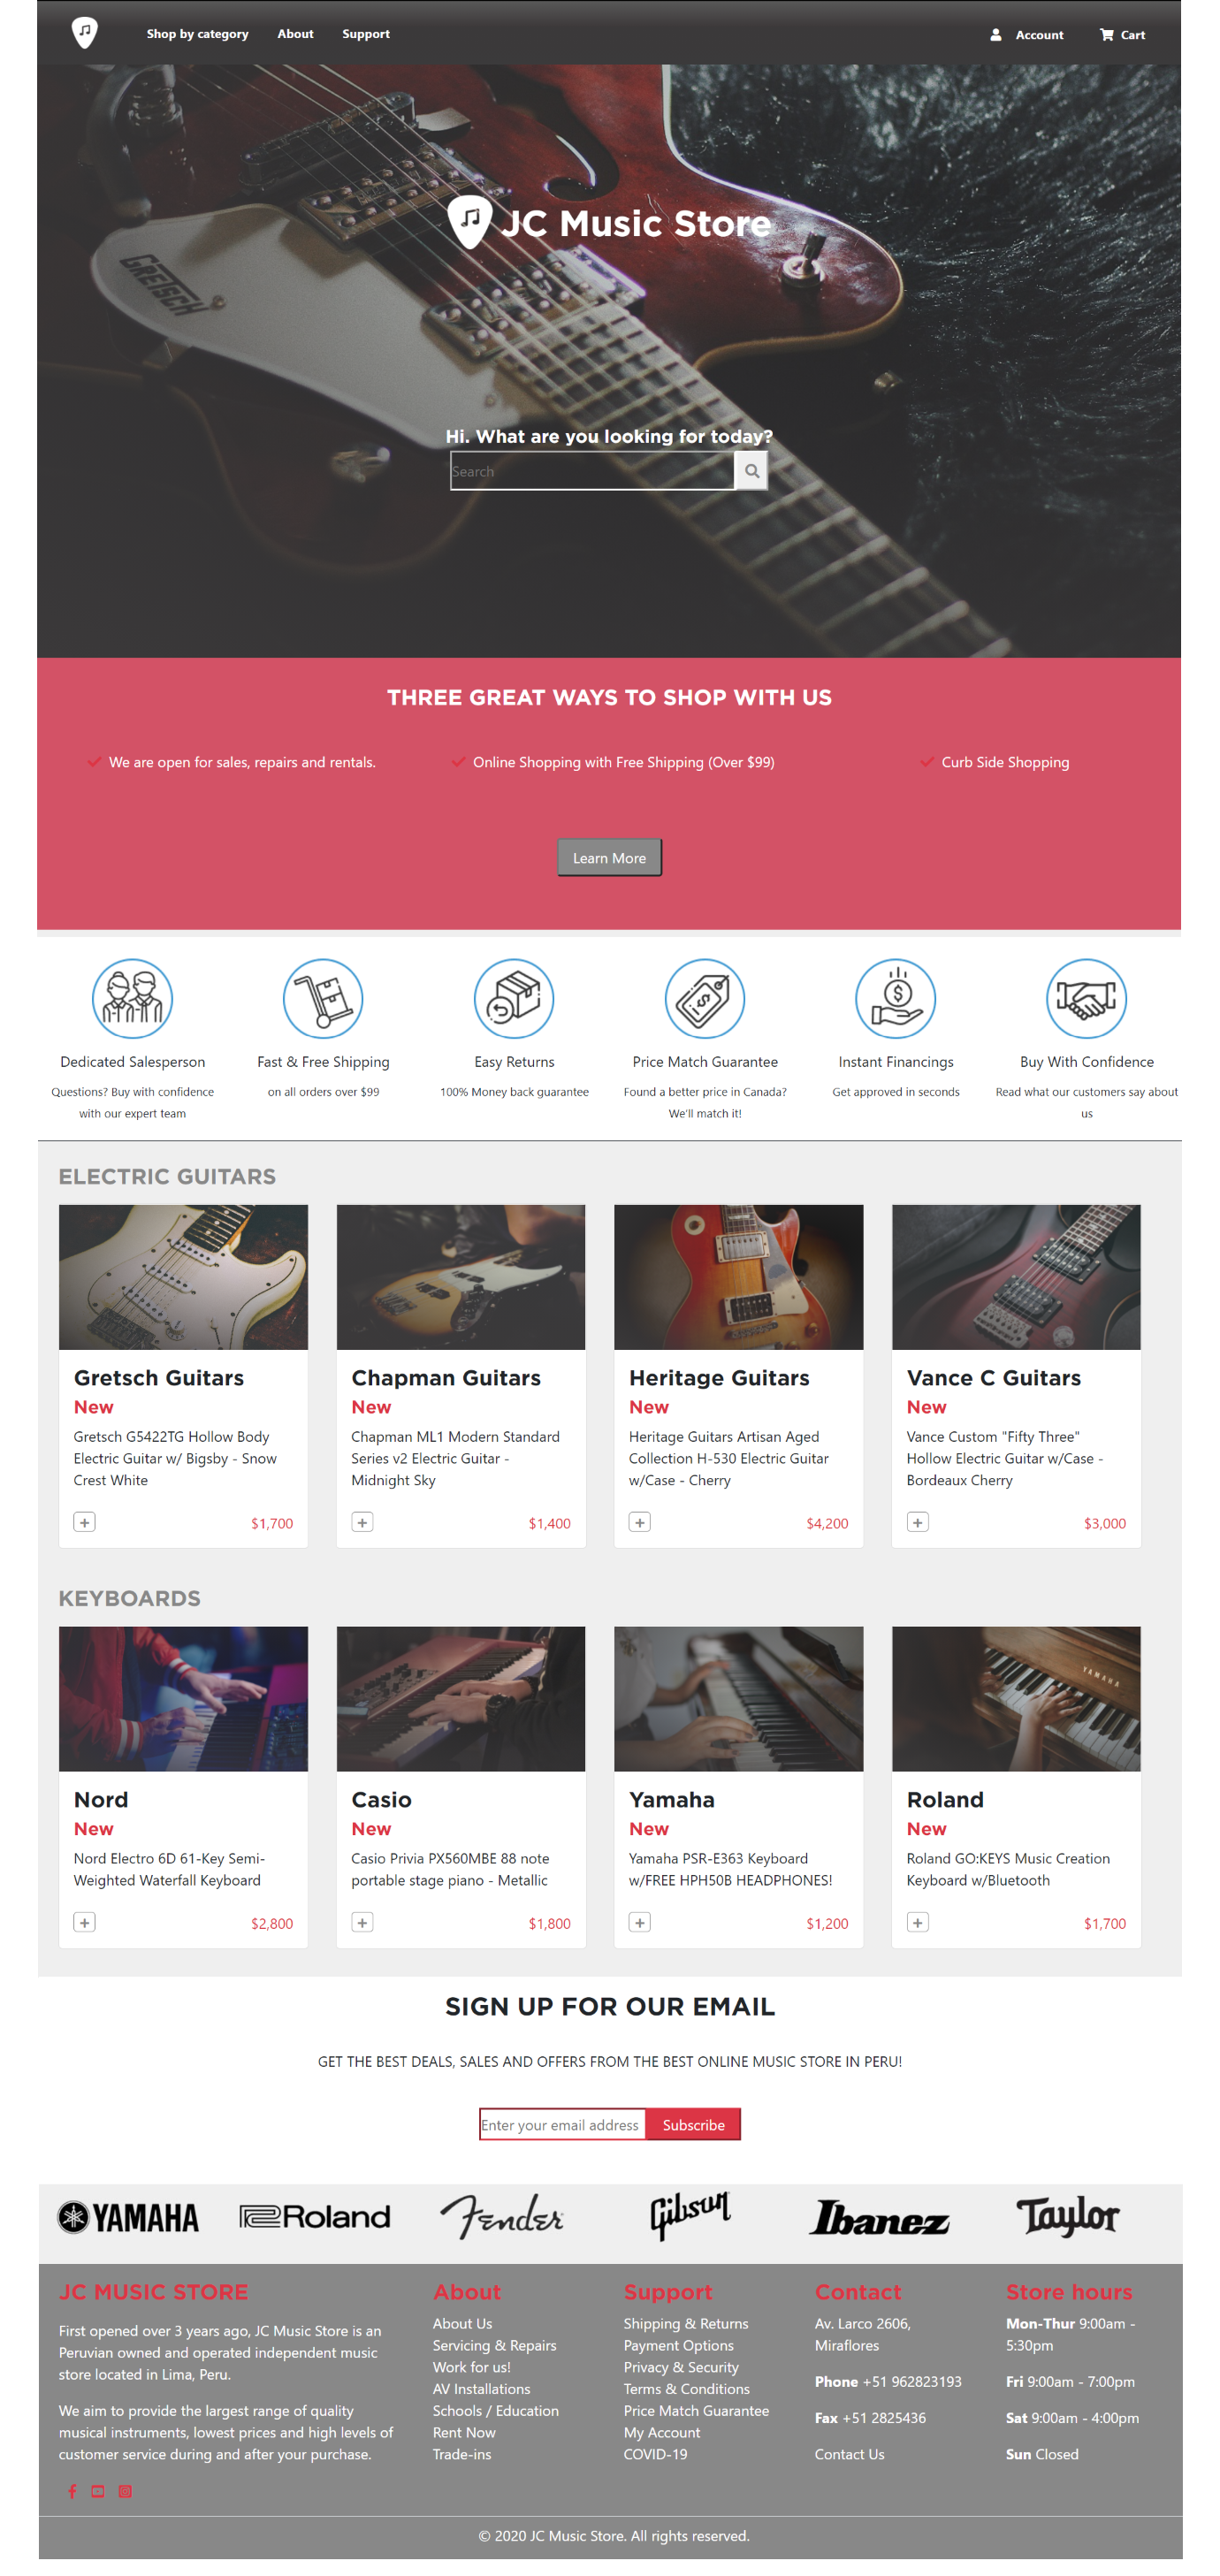 Shop by category About Support Account Cart
GRETSCH
JC Music Store
Hi. What are you looking for today?
Search
THREE GREAT WAYS TO SHOP WITH US
We are open for sales, repairs and rentals.
Online Shopping with Free Shipping (Over $99)
Curb Side Shopping
Learn More
Dedicated Salesperson
Questions? Buy with confidence
with our expert team
Fast & Free Shipping
on all orders over $99
Easy Returns
100% Money back guarantee
Price Match Guarantee
Found a better price in Canada?
We'll match it!
Instant Financings
Get approved in seconds
Buy With Confidence
Read what our customers say about
us
ELECTRIC GUITARS
Gretsch Guitars
New
Gretsch G5422TG Hollow Body
Electric Guitar w/ Bigsby - Snow
Crest White
+ $1,700
Chapman Guitars
New
Chapman ML1 Modern Standard
Series v2 Electric Guitar -
Midnight Sky
+ $1,400
Heritage Guitars
New
Heritage Guitars Artisan Aged
Collection H-530 Electric Guitar
w/Case - Cherry
+ $4,200
Vance C Guitars
New
Vance Custom "Fifty Three"
Hollow Electric Guitar w/Case -
Bordeaux Cherry
+ $3,000
KEYBOARDS
Nord
New
Nord Electro 6D 61-Key Semi-
Weighted Waterfall Keyboard
+ $2,800
Casio
New
Casio Privia PX560MBE 88 note
portable stage piano - Metallic
+ $1,800
Yamaha
New
Yamaha PSR-E363 Keyboard
w/FREE HPH50B HEADPHONES!
+ $1,200
YAMAHA
Roland
New
Roland GO:KEYS Music Creation
Keyboard w/Bluetooth
+ $1,700
SIGN UP FOR OUR EMAIL
GET THE BEST DEALS, SALES AND OFFERS FROM THE BEST ONLINE MUSIC STORE IN PERU!
Enter your email address Subscribe
YAMAHA Roland Fender Gibson Ibanez Taylor
JC MUSIC STORE
First opened over 3 years ago, JC Music Store is an
Peruvian owned and operated independent music
store located in Lima, Peru.
We aim to provide the largest range of quality
musical instruments, lowest prices and high levels of
customer service during and after your purchase.
About
About Us
Servicing & Repairs
Work for us!
AV Installations
Schools / Education
Rent Now
Trade-ins
Support
Shipping & Returns
Payment Options
Privacy & Security
Terms & Conditions
Price Match Guarantee
My Account
COVID-19
Contact
Av. Larco 2606,
Miraflores
Phone +51 962823193
Fax +51 2825436
Contact Us
Store hours
Mon-Thur 9:00am -
5:30pm
Fri 9:00am - 7:00pm
Sat 9:00am - 4:00pm
Sun Closed
© 2020 JC Music Store. All rights reserved.